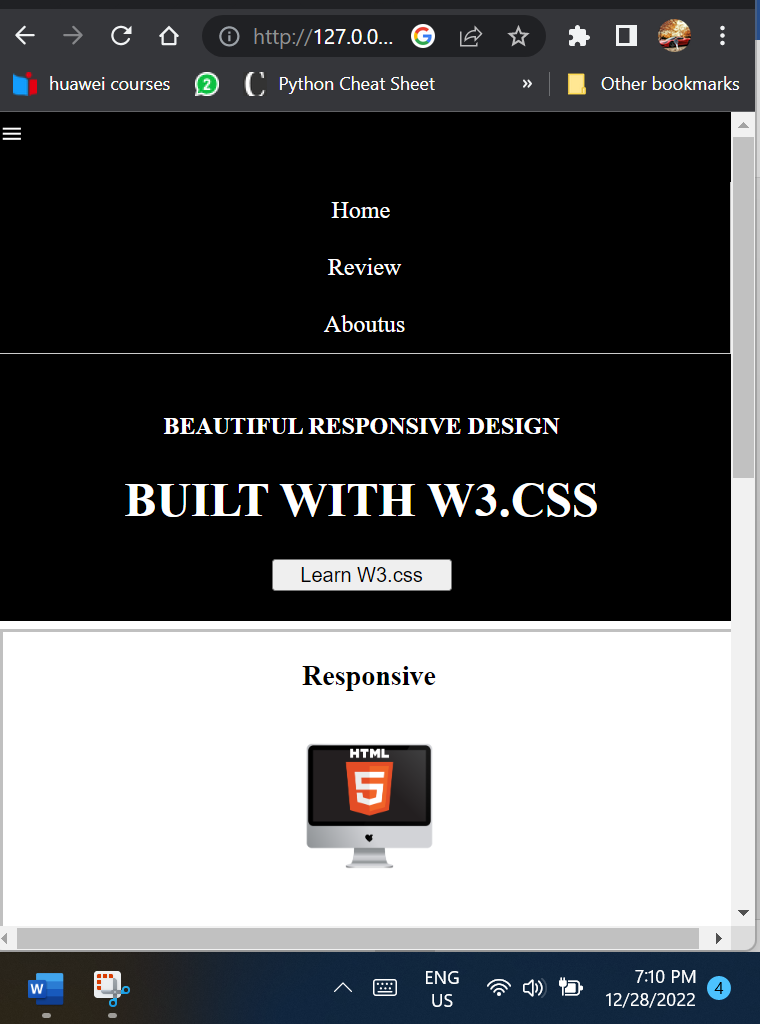 http://127.0.0...
huawei courses
2
Python Cheat Sheet
»
Other bookmarks
Home
Review
Aboutus
BEAUTIFUL RESPONSIVE DESIGN
BUILT WITH W3.CSS
Learn W3.css
Responsive
HTML
5
W
ENG
US
7:10 PM
12/28/2022
4